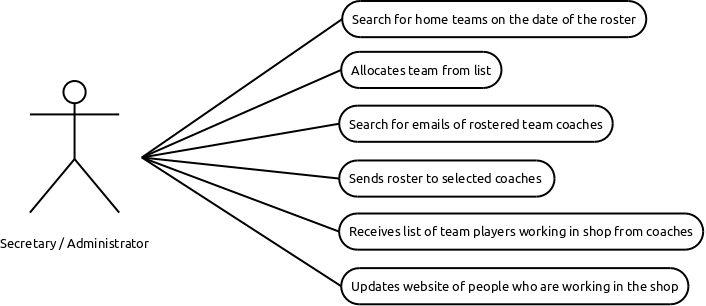 Search for home teams on the date of the roster
Allocates team from list
Search for emails of rostered team coaches
Sends roster to selected coaches
Secretary / Administrator
Receives list of team players working in shop from coaches
Updates website of people who are working in the shop